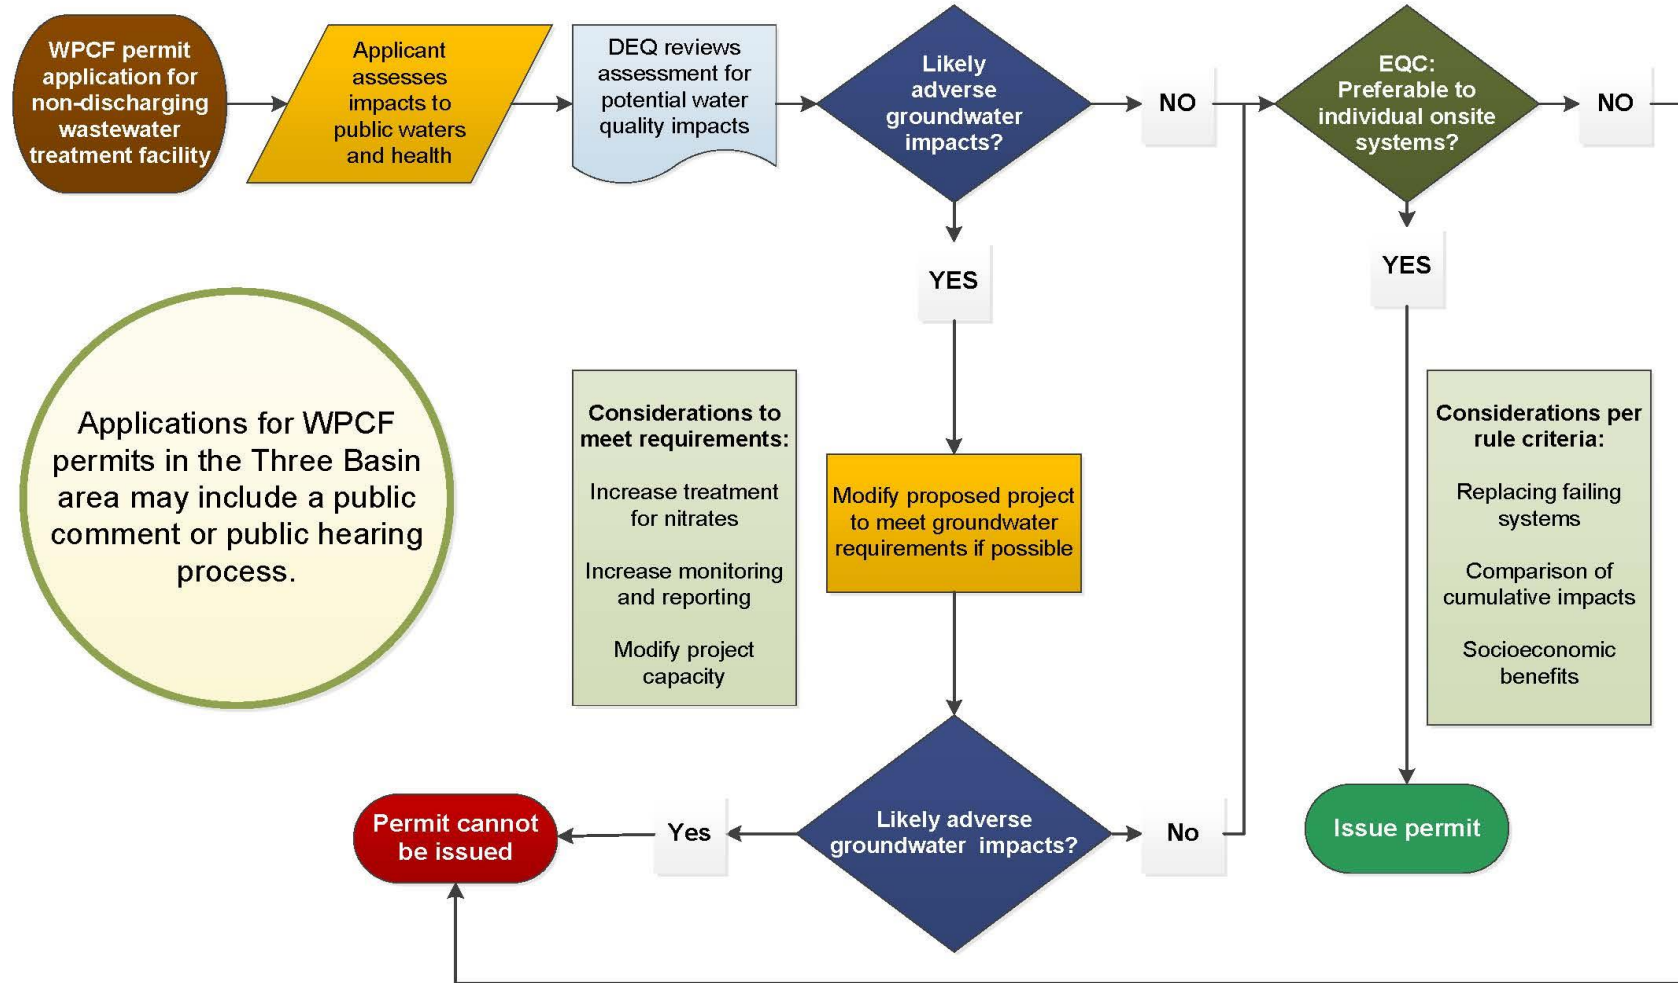 WPCF permit
application for
non-discharging
wastewater
treatment facility
Applicant
assesses
impacts to
public waters
and health
DEQ reviews
assessment for
potential water
quality impacts
Likely
adverse
groundwater
impacts?
NO
EQC:
Preferable to
individual onsite
systems?
NO
YES
YES
Applications for WPCF
permits in the Three Basin
area may include a public
comment or public hearing
process.
Considerations to
meet requirements:
Increase treatment
for nitrates
Increase monitoring
and reporting
Modify project
capacity
Modify proposed project
to meet groundwater
requirements if possible
Considerations per
rule criteria:
Replacing failing
systems
Comparison of
cumulative impacts
Socioeconomic
benefits
Permit cannot
be issued
Yes
Likely adverse
groundwater impacts?
No
Issue permit